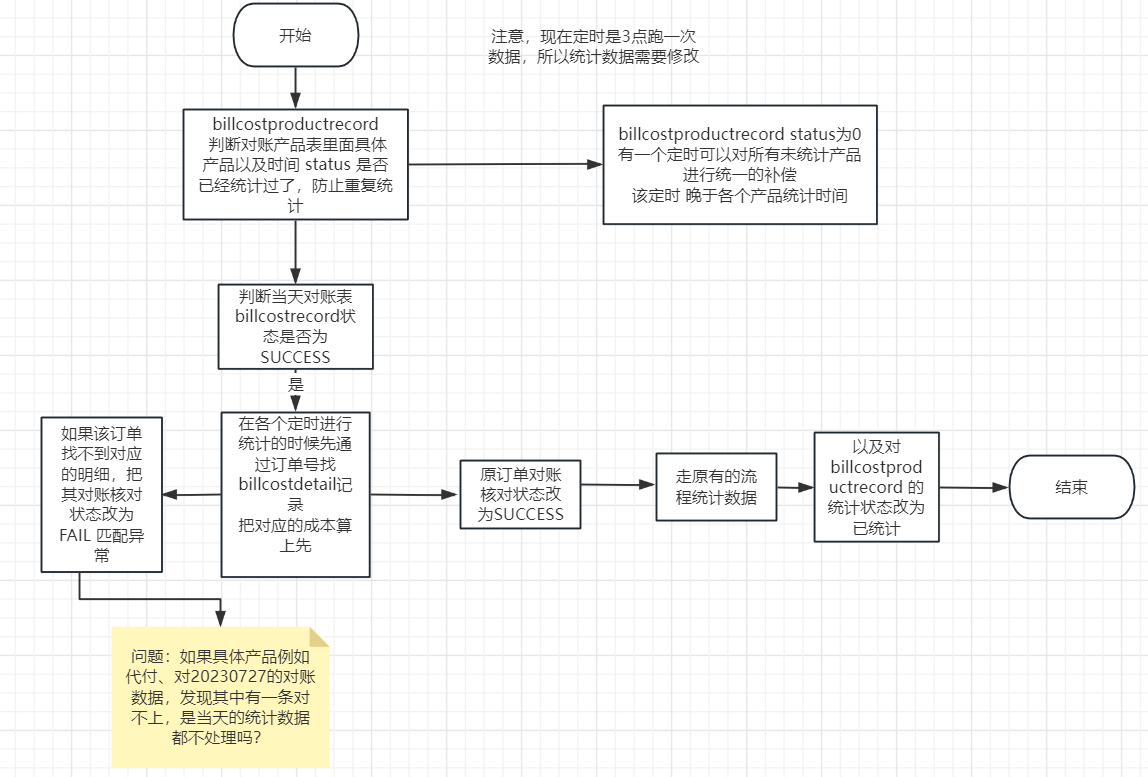 开始
注意，现在定时是3点跑一次
数据，所以统计数据需要修改
billcostproductrecord
判断对账产品表里面具体
产品以及时间 status 是否
已经统计过了，防止重复统
计
billcostproductrecord status为0
有一个定时可以对所有未统计产品
进行统一的补偿
该定时 晚于各个产品统计时间
判断当天对账表
billcostrecord状
态是否为
SUCCESS
是
如果该订单
找不到对应
的明细，把
其对账核对
状态改为
FAIL 匹配异
常
在各个定时进行
统计的时候先通
过订单号找
billcostdetail记
录
把对应的成本算
上先
原订单对账
核对状态改
为SUCCESS
走原有的流
程统计数据
以及对
billcostprod
uctrecord 的
统计状态改为
已统计
结束
问题：如果具体产品例如
代付、对20230727的对账
数据，发现其中有一条对
不上，是当天的统计数据
都不处理吗？